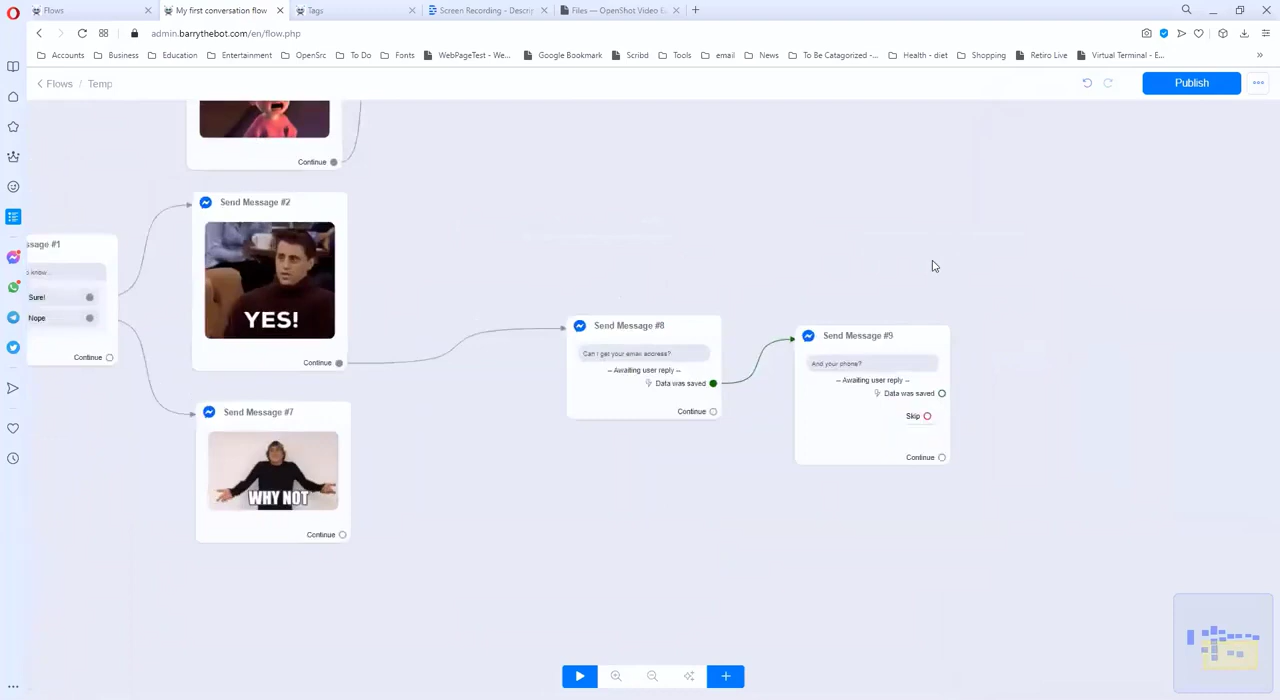 Flows
My first conversation flow
Tags
Screen Recording - Descrip
Files — OpenShot Video E
admin.barrythebot.com/en/flow.php
Accounts
Business
Education
Entertainment
OpenSrc
To Do
Fonts
WebPageTest - We...
Google Bookmark
Scribd
Tools
email
News
To Be Catagorized -...
Health - diet
Shopping
Retiro Live
Virtual Terminal - E...
»
Flows / Temp
Publish
Continue
Send Message #2
YES!
Continue
ssage #1
o know...
Sure!
Nope
Continue
Send Message #8
Can I get your email address?
-- Awaiting user reply --
Data was saved
Continue
Send Message #9
And your phone?
-- Awaiting user reply --
Data was saved
Skip
Continue
Send Message #7
WHY NOT
Continue